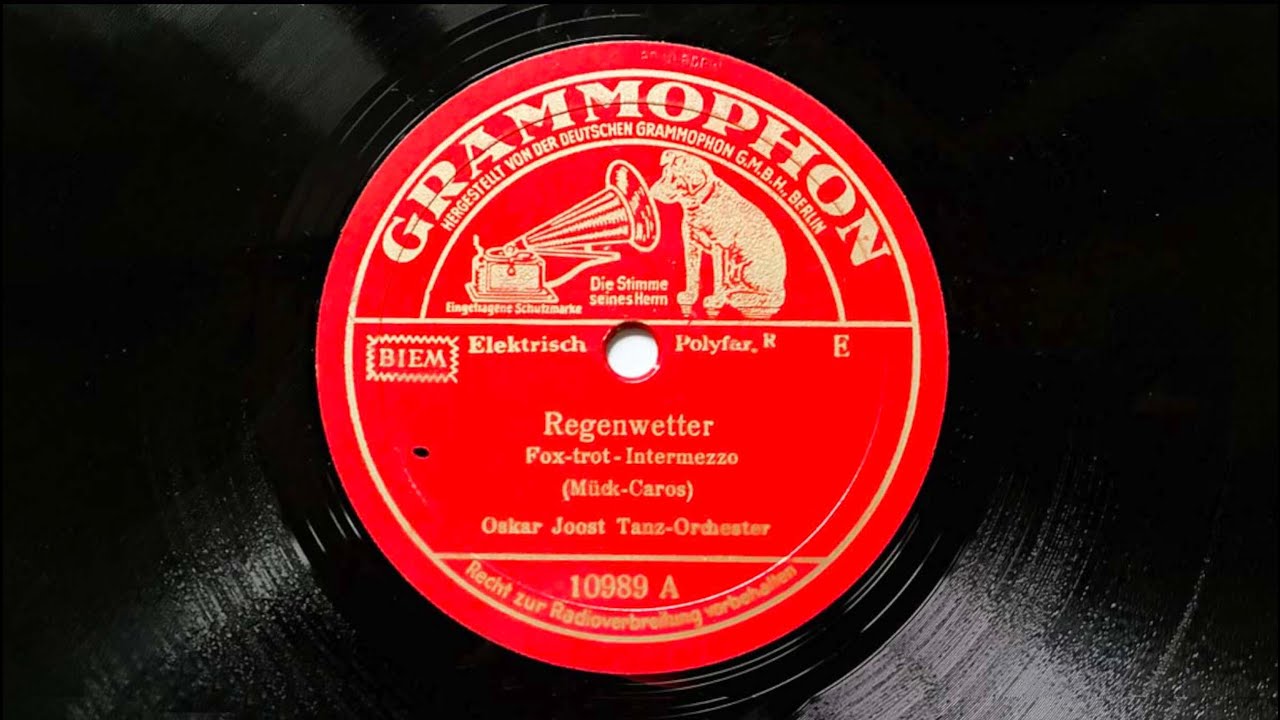 GRAMMOPHON
HERGESTELLT VON DER DEUTSCHEN GRAMMOPHON G.M.B.H., BERLIN
Die Stimme
seines Herrn
Eingetragene Schutzmarke
BIEM Elektrisch Polyfar. R E
Regenwetter
Fox-trot-Intermezzo
(Mück-Caros)
Oskar Joost Tanz-Orchester
10989 A
Recht zur Radioverbreitung vorbehalten